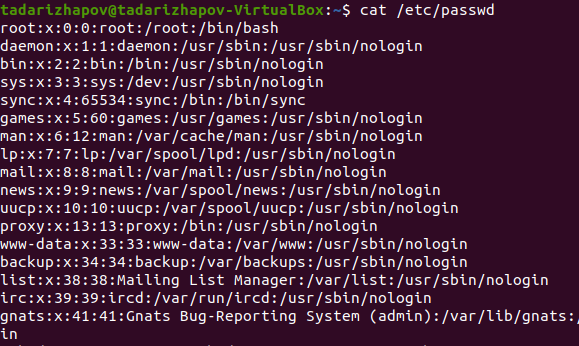 tadarizhapov@tadarizhapov-VirtualBox:~$ cat /etc/passwd
root:x:0:0:root:/root:/bin/bash
daemon:x:1:1:daemon:/usr/sbin:/usr/sbin/nologin
bin:x:2:2:bin:/bin:/usr/sbin/nologin
sys:x:3:3:sys:/dev:/usr/sbin/nologin
sync:x:4:65534:sync:/bin:/bin/sync
games:x:5:60:games:/usr/games:/usr/sbin/nologin
man:x:6:12:man:/var/cache/man:/usr/sbin/nologin
lp:x:7:7:lp:/var/spool/lpd:/usr/sbin/nologin
mail:x:8:8:mail:/var/mail:/usr/sbin/nologin
news:x:9:9:news:/var/spool/news:/usr/sbin/nologin
uucp:x:10:10:uucp:/var/spool/uucp:/usr/sbin/nologin
proxy:x:13:13:proxy:/bin:/usr/sbin/nologin
www-data:x:33:33:www-data:/var/www:/usr/sbin/nologin
backup:x:34:34:backup:/var/backups:/usr/sbin/nologin
list:x:38:38:Mailing List Manager:/var/list:/usr/sbin/nologin
irc:x:39:39:ircd:/var/run/ircd:/usr/sbin/nologin
gnats:x:41:41:Gnats Bug-Reporting System (admin):/var/lib/gnats:/
in